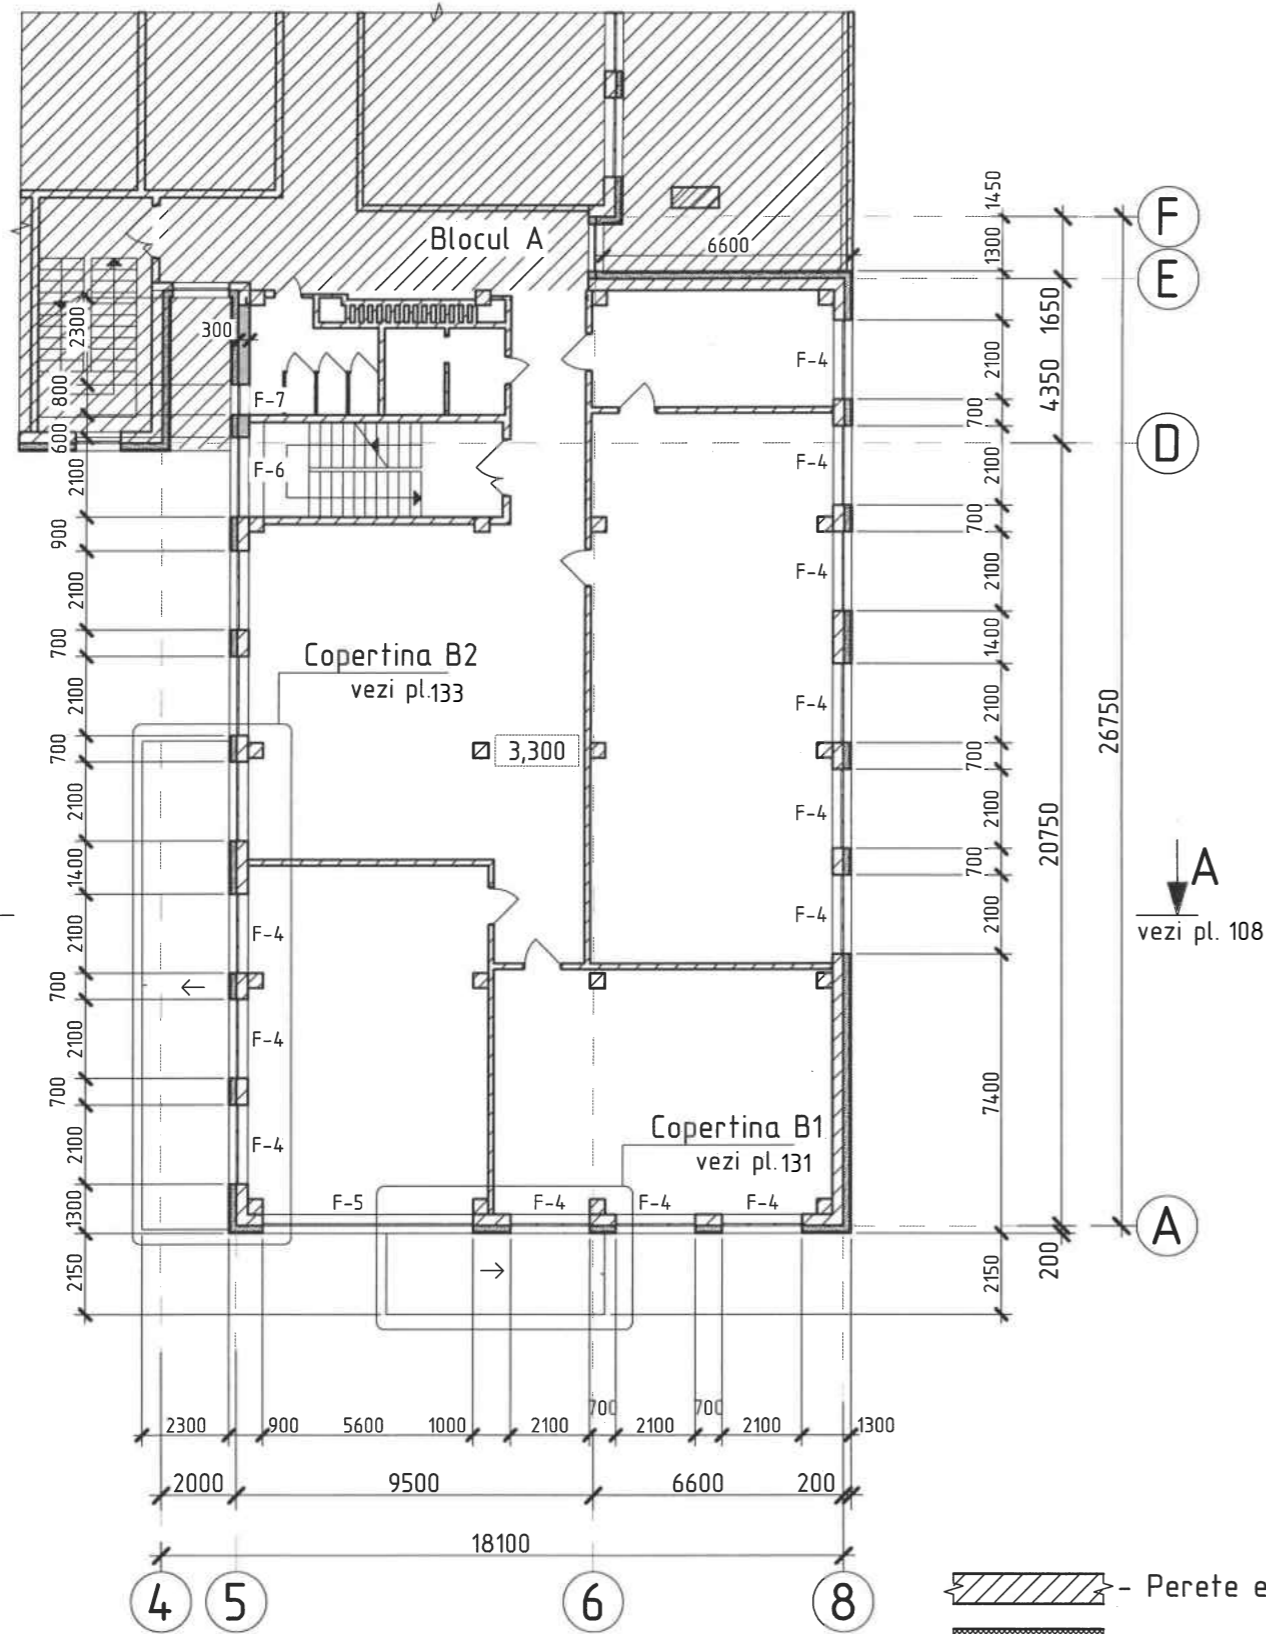 Blocul A
6600
1450
1300
F
E
1650
4350
2100
700
D
2100
700
2100
1400
2100
700
2100
700
2100
7400
2150
20750
200
26750
A
A
vezi pl. 108
2300
800
600
2100
900
2100
700
2100
700
2100
1400
2100
700
2100
700
2100
1300
2150
300
F-7
F-6
F-4
F-4
F-4
F-4
F-4
F-4
Copertina B2
vezi pl.133
3,300
F-4
F-4
F-4
Copertina B1
vezi pl.131
F-5
F-4
F-4
F-4
2300
900
5600
1000
2100
700
2100
700
2100
1300
2000
9500
6600
200
18100
4
5
6
8
- Perete e